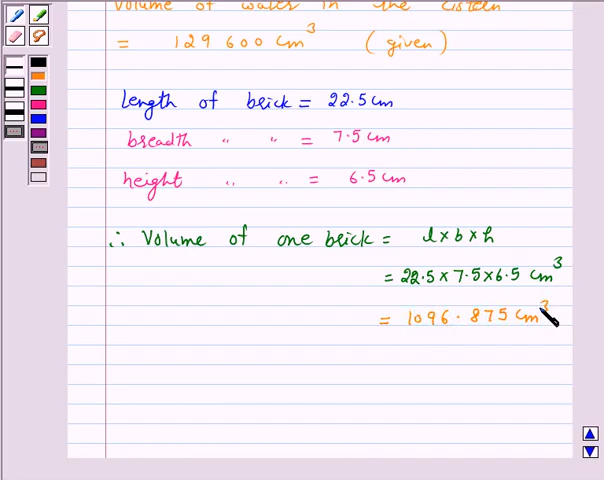 Volume of water in the cistern
= 129 600 cm³ (given)
Length of brick = 22.5 cm
breadth " " = 7.5 cm
height " " = 6.5 cm
∴ Volume of one brick = l × b × h
= 22.5 × 7.5 × 6.5 cm³
= 1096.875 cm³